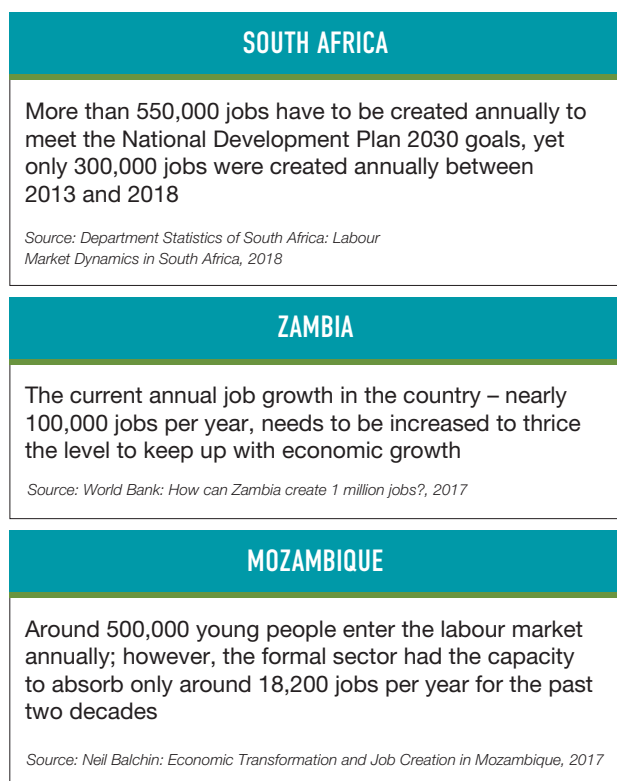 SOUTH AFRICA
More than 550,000 jobs have to be created annually to
meet the National Development Plan 2030 goals, yet
only 300,000 jobs were created annually between
2013 and 2018
Source: Department Statistics of South Africa: Labour
Market Dynamics in South Africa, 2018
ZAMBIA
The current annual job growth in the country – nearly
100,000 jobs per year, needs to be increased to thrice
the level to keep up with economic growth
Source: World Bank: How can Zambia create 1 million jobs?, 2017
MOZAMBIQUE
Around 500,000 young people enter the labour market
annually; however, the formal sector had the capacity
to absorb only around 18,200 jobs per year for the past
two decades
Source: Neil Balchin: Economic Transformation and Job Creation in Mozambique, 2017